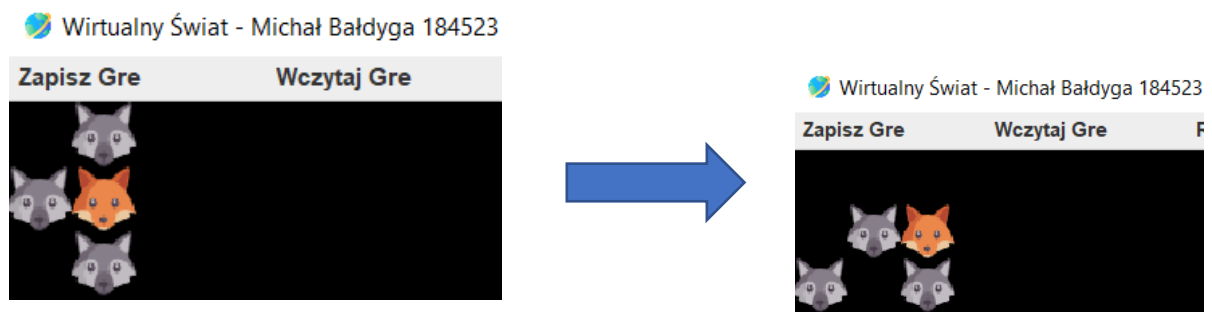 Wirtualny Świat - Michał Bałdyga 184523
Zapisz Gre Wczytaj Gre
Wirtualny Świat - Michał Bałdyga 184523
Zapisz Gre Wczytaj Gre